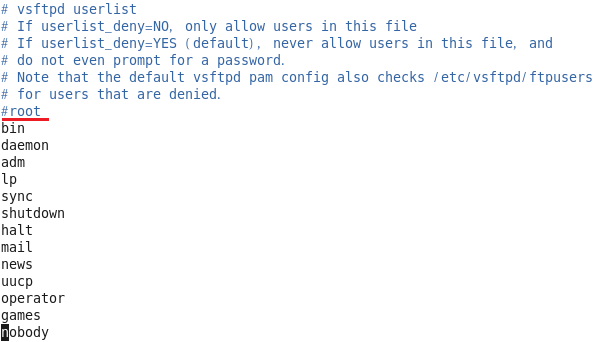 # vsftpd userlist
# If userlist_deny=NO, only allow users in this file
# If userlist_deny=YES (default), never allow users in this file, and
# do not even prompt for a password.
# Note that the default vsftpd pam config also checks /etc/vsftpd/ftpusers
# for users that are denied.
#root
bin
daemon
adm
lp
sync
shutdown
halt
mail
news
uucp
operator
games
nobody